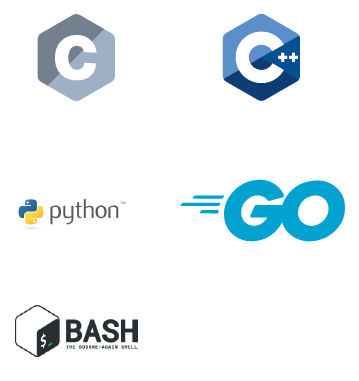 C
C++
python™
GO
$_
BASH
THE BOURNE-AGAIN SHELL